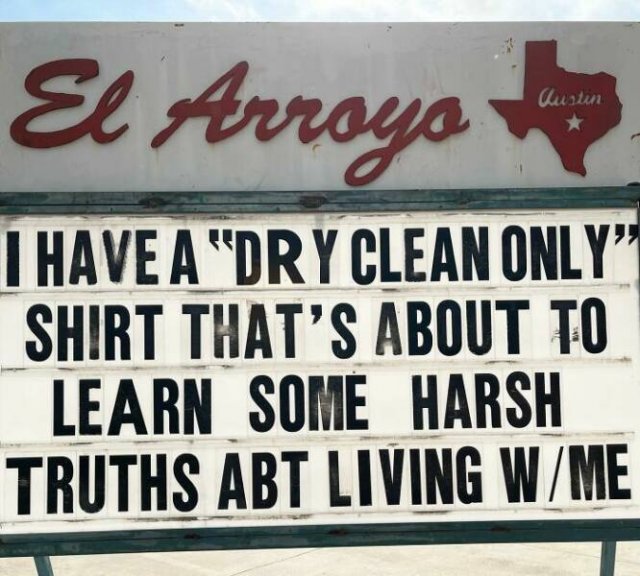 El Arroyo
Austin
I HAVE A "DRY CLEAN ONLY"
SHIRT THAT'S ABOUT TO
LEARN SOME HARSH
TRUTHS ABT LIVING W/ME